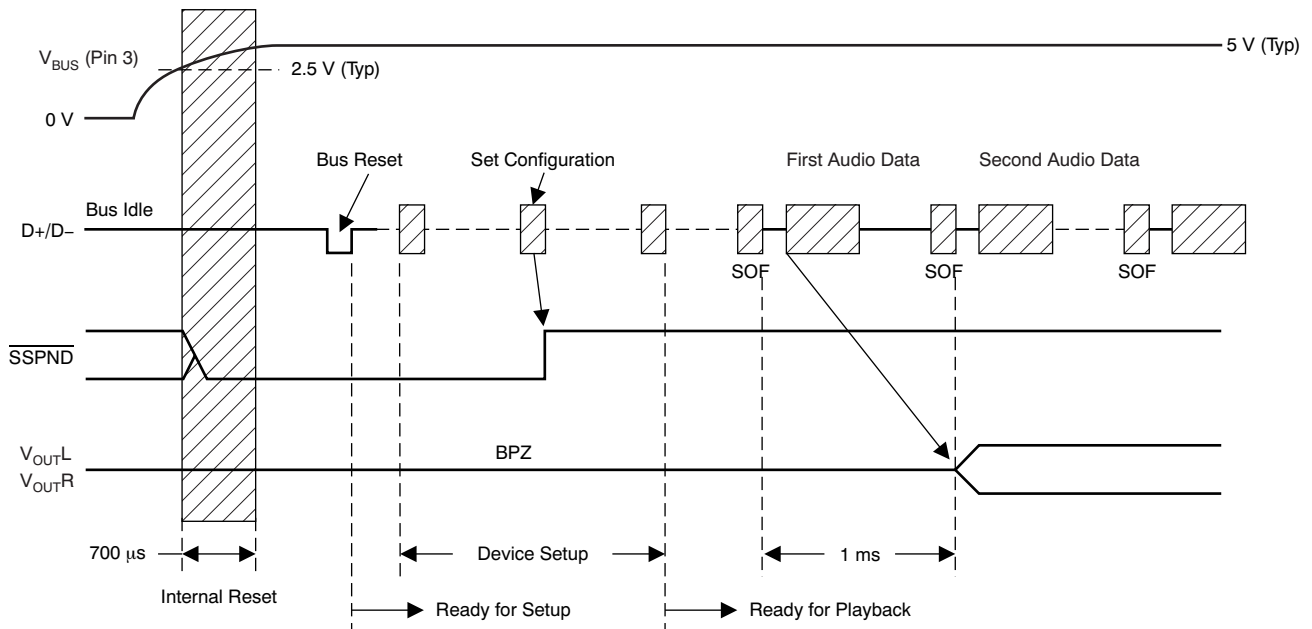 V_BUS (Pin 3)
5 V (Typ)
2.5 V (Typ)
0 V
Bus Reset
Set Configuration
First Audio Data
Second Audio Data
Bus Idle
D+/D–
SOF
SOF
SOF
SSPND
BPZ
V_OUTL
V_OUTR
700 µs
Device Setup
1 ms
Internal Reset
Ready for Setup
Ready for Playback